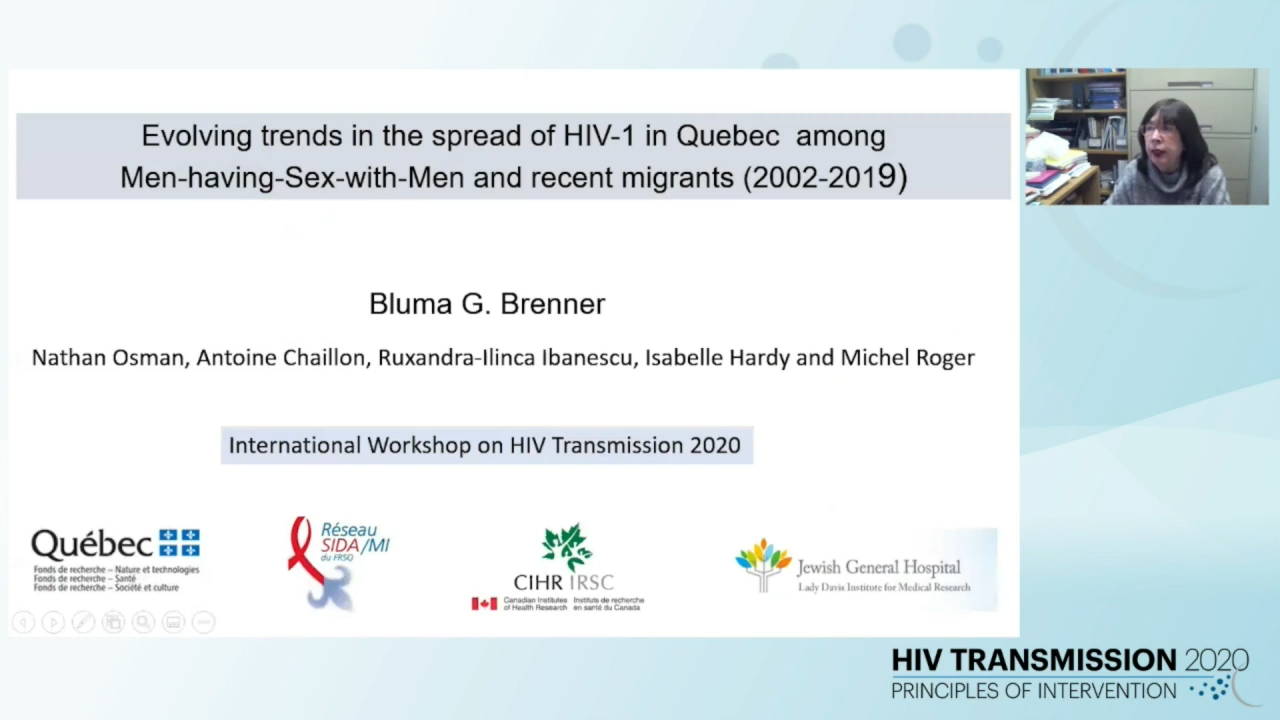 Evolving trends in the spread of HIV-1 in Quebec among
Men-having-Sex-with-Men and recent migrants (2002-2019)
Bluma G. Brenner
Nathan Osman, Antoine Chaillon, Ruxandra-Ilinca Ibanescu, Isabelle Hardy and Michel Roger
International Workshop on HIV Transmission 2020
Québec
Fonds de recherche – Nature et technologies
Fonds de recherche – Santé
Fonds de recherche – Société et culture
Réseau
SIDA/MI
du FRSQ
CIHR IRSC
Canadian Institutes of Health Research
Instituts de recherche en santé du Canada
Jewish General Hospital
Lady Davis Institute for Medical Research
HIV TRANSMISSION 2020
PRINCIPLES OF INTERVENTION